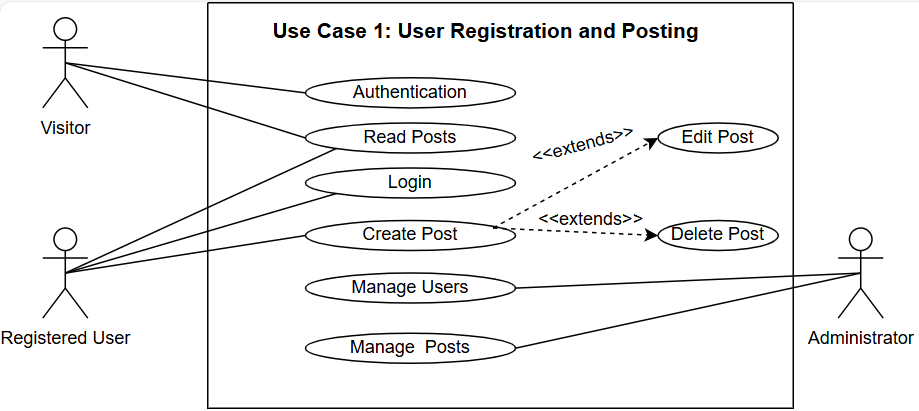 Use Case 1: User Registration and Posting
Visitor
Authentication
Read Posts
<<extends>>
Edit Post
Login
Create Post
<<extends>>
Delete Post
Manage Users
Registered User
Manage  Posts
Administrator